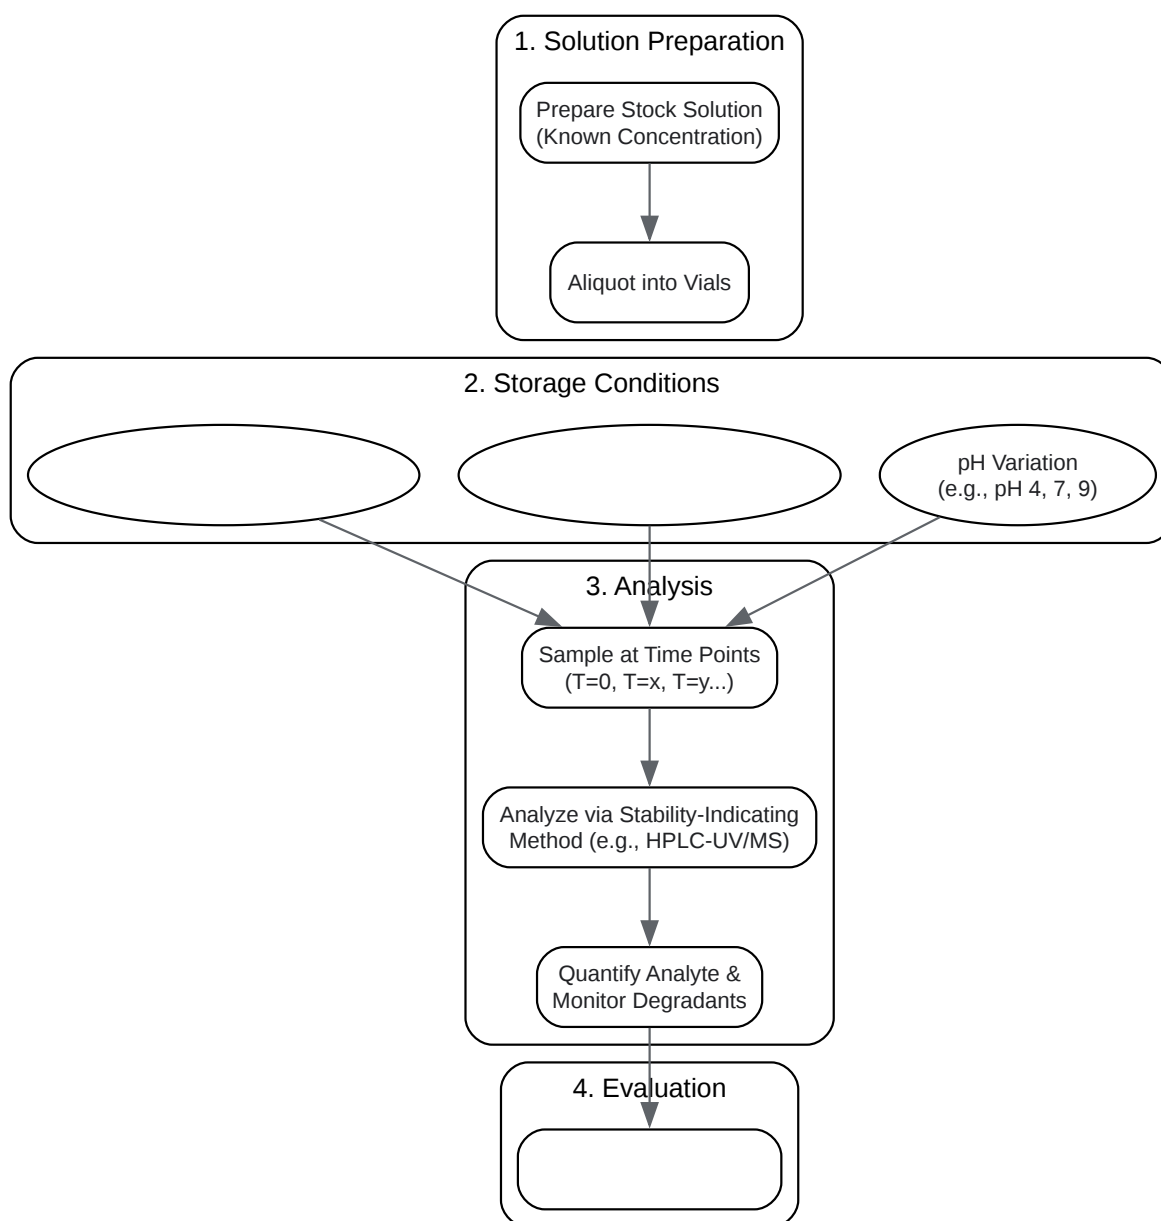 1. Solution Preparation
Prepare Stock Solution
(Known Concentration)
Aliquot into Vials
2. Storage Conditions
pH Variation
(e.g., pH 4, 7, 9)
3. Analysis
Sample at Time Points
(T=0, T=x, T=y...)
Analyze via Stability-Indicating
Method (e.g., HPLC-UV/MS)
Quantify Analyte &
Monitor Degradants
4. Evaluation